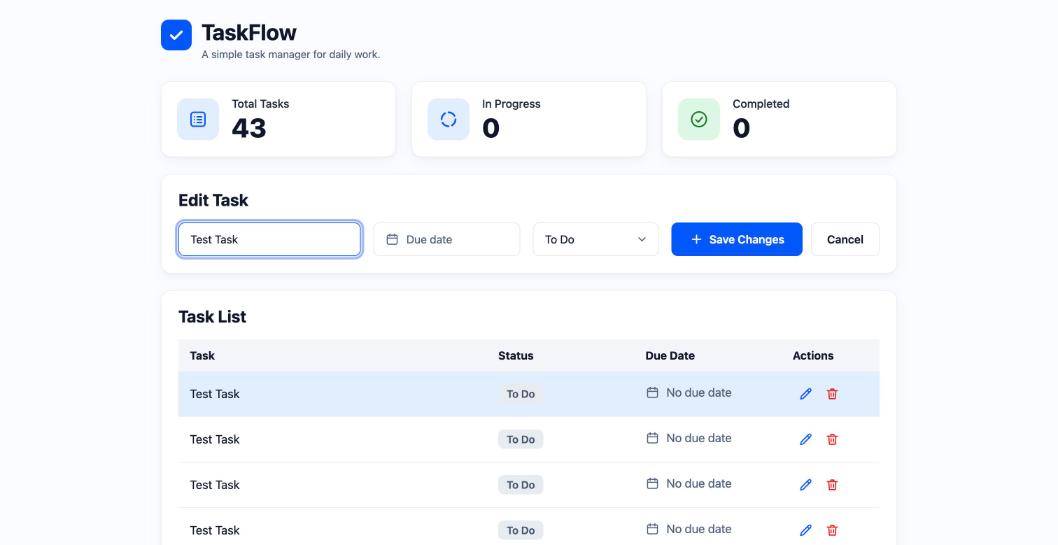 TaskFlow
A simple task manager for daily work.
Total Tasks
43
In Progress
0
Completed
0
Edit Task
Test Task
Due date
To Do
Save Changes
Cancel
Task List
Task Status Due Date Actions
Test Task To Do No due date
Test Task To Do No due date
Test Task To Do No due date
Test Task To Do No due date